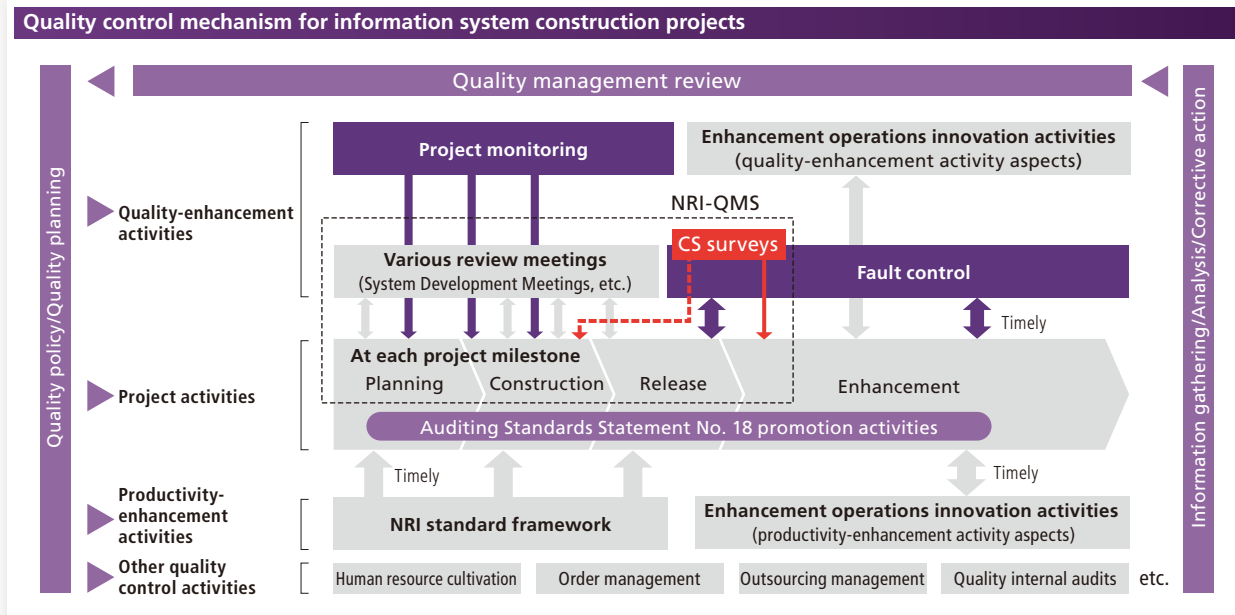 Quality control mechanism for information system construction projects
Quality management review
Quality policy/Quality planning
Information gathering/Analysis/Corrective action
Quality-enhancement
activities
Project monitoring
Enhancement operations innovation activities
(quality-enhancement activity aspects)
NRI-QMS
CS surveys
Various review meetings
(System Development Meetings, etc.)
Fault control
Timely
Project activities
At each project milestone
Planning
Construction
Release
Enhancement
Auditing Standards Statement No. 18 promotion activities
Timely
Timely
Productivity-
enhancement
activities
NRI standard framework
Enhancement operations innovation activities
(productivity-enhancement activity aspects)
Other quality
control activities
Human resource cultivation
Order management
Outsourcing management
Quality internal audits
etc.